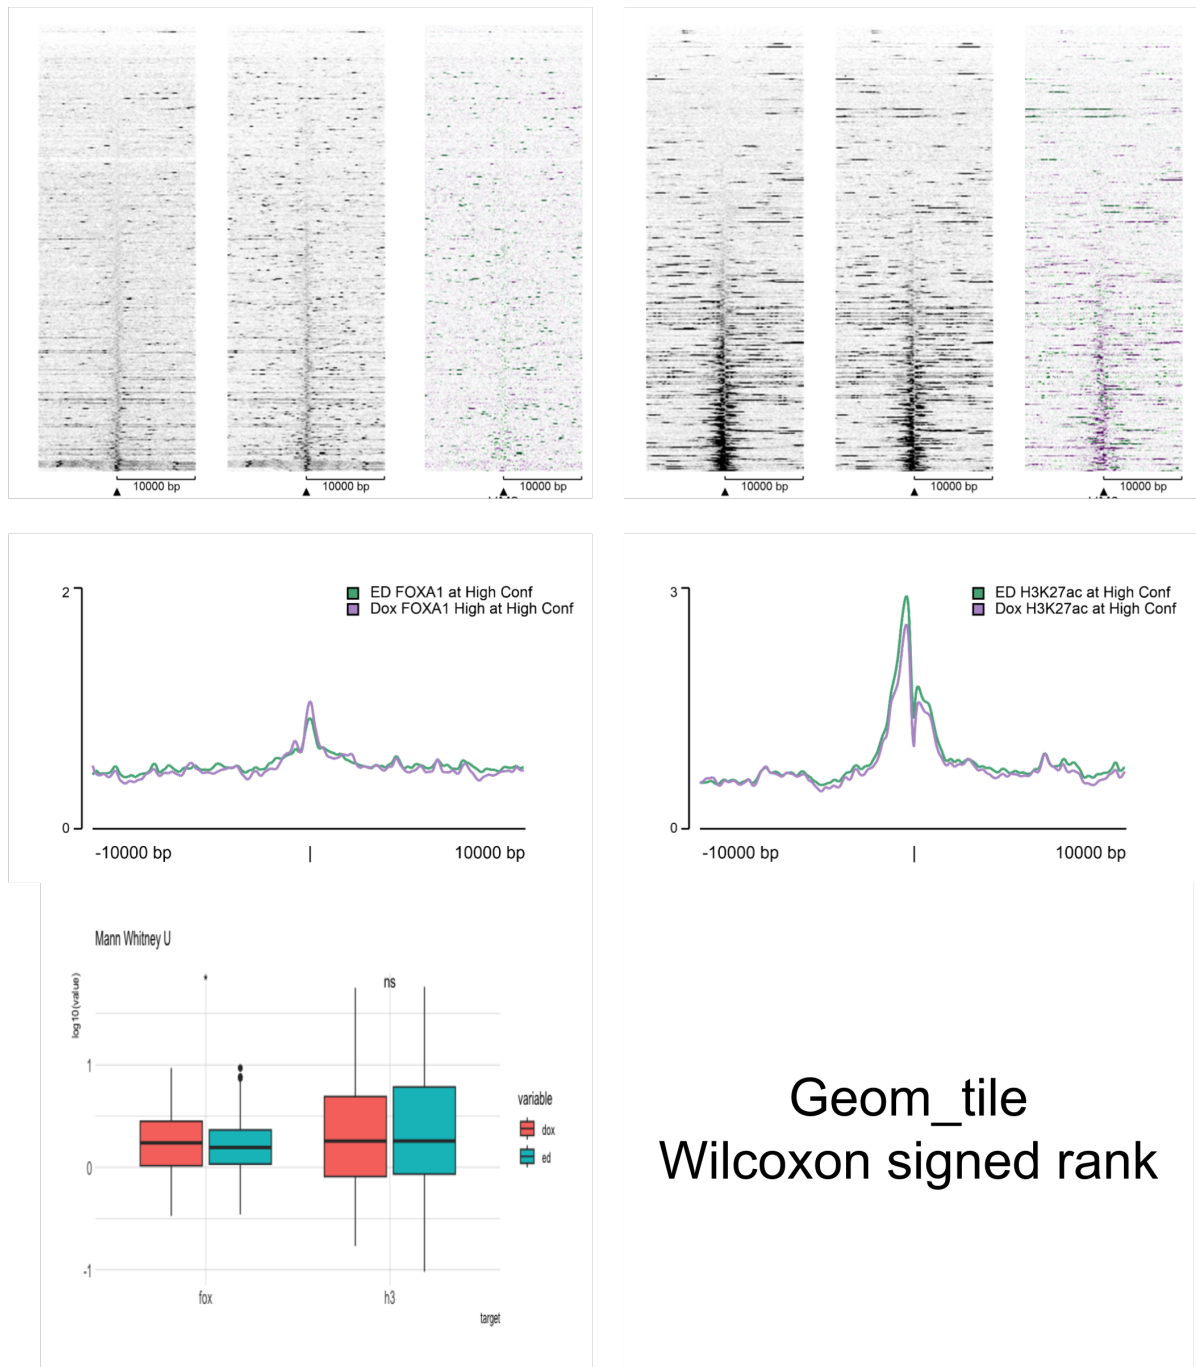 10000 bp
10000 bp
10000 bp
10000 bp
10000 bp
10000 bp
2
ED FOXA1 at High Conf
Dox FOXA1 High at High Conf
0
-10000 bp
|
10000 bp
3
ED H3K27ac at High Conf
Dox H3K27ac at High Conf
0
-10000 bp
|
10000 bp
Mann Whitney U
log10(value)
*
ns
1
0
-1
fox
h3
target
variable
dox
ed
Geom_tile
Wilcoxon signed rank